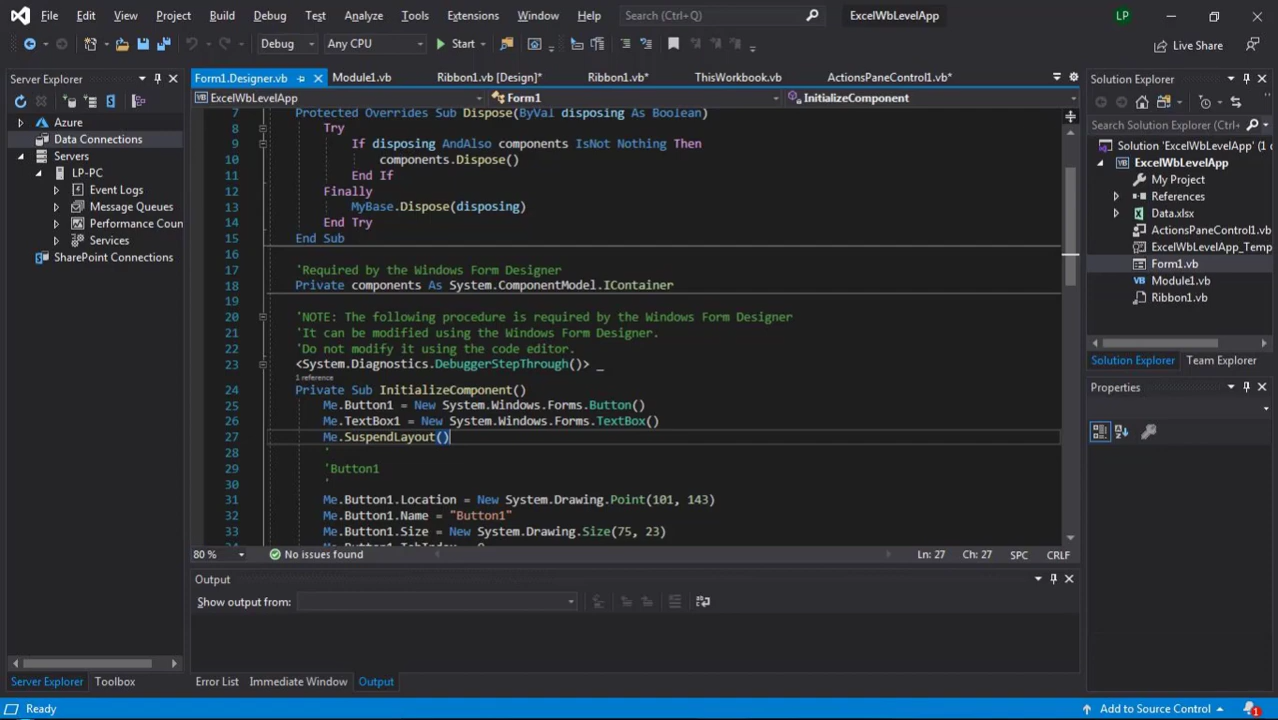 File Edit View Project Build Debug Test Analyze Tools Extensions Window Help Search (Ctrl+Q) ExcelWbLevelApp LP
Debug Any CPU Start Live Share
Server Explorer
Azure
Data Connections
Servers
LP-PC
Event Logs
Message Queues
Performance Coun
Services
SharePoint Connections
Server Explorer Toolbox
Form1.Designer.vb Module1.vb Ribbon1.vb [Design]* Ribbon1.vb* ThisWorkbook.vb ActionsPaneControl1.vb*
ExcelWbLevelApp Form1 InitializeComponent
7 Protected Overrides Sub Dispose(ByVal disposing As Boolean)
8 Try
9 If disposing AndAlso components IsNot Nothing Then
10 components.Dispose()
11 End If
12 Finally
13 MyBase.Dispose(disposing)
14 End Try
15 End Sub
16
17 'Required by the Windows Form Designer
18 Private components As System.ComponentModel.IContainer
19
20 'NOTE: The following procedure is required by the Windows Form Designer
21 'It can be modified using the Windows Form Designer.
22 'Do not modify it using the code editor.
23 <System.Diagnostics.DebuggerStepThrough()> _
1 reference
24 Private Sub InitializeComponent()
25 Me.Button1 = New System.Windows.Forms.Button()
26 Me.TextBox1 = New System.Windows.Forms.TextBox()
27 Me.SuspendLayout()
28 '
29 'Button1
30 '
31 Me.Button1.Location = New System.Drawing.Point(101, 143)
32 Me.Button1.Name = "Button1"
33 Me.Button1.Size = New System.Drawing.Size(75, 23)
34 Me.Button1.TabIndex = 0
80 % No issues found Ln: 27 Ch: 27 SPC CRLF
Output
Show output from:
Error List Immediate Window Output
Solution Explorer
Search Solution Explorer (Ctrl+
Solution 'ExcelWbLevelApp' (1 c
ExcelWbLevelApp
My Project
References
Data.xlsx
ActionsPaneControl1.vb
ExcelWbLevelApp_Temp
Form1.vb
Module1.vb
Ribbon1.vb
Solution Explorer Team Explorer
Properties
Ready Add to Source Control 1